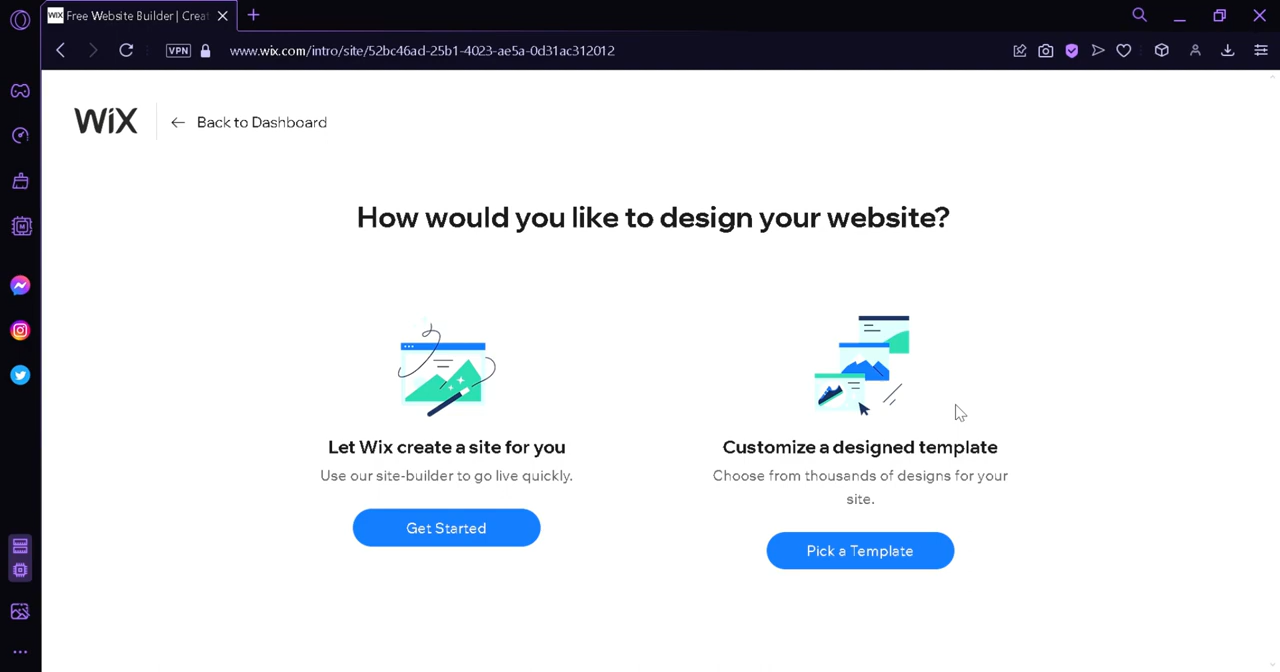 WiX Free Website Builder | Creat
VPN www.wix.com/intro/site/52bc46ad-25b1-4023-ae5a-0d31ac312012
WiX ← Back to Dashboard
How would you like to design your website?
Let Wix create a site for you
Use our site-builder to go live quickly.
Get Started
Customize a designed template
Choose from thousands of designs for your
site.
Pick a Template